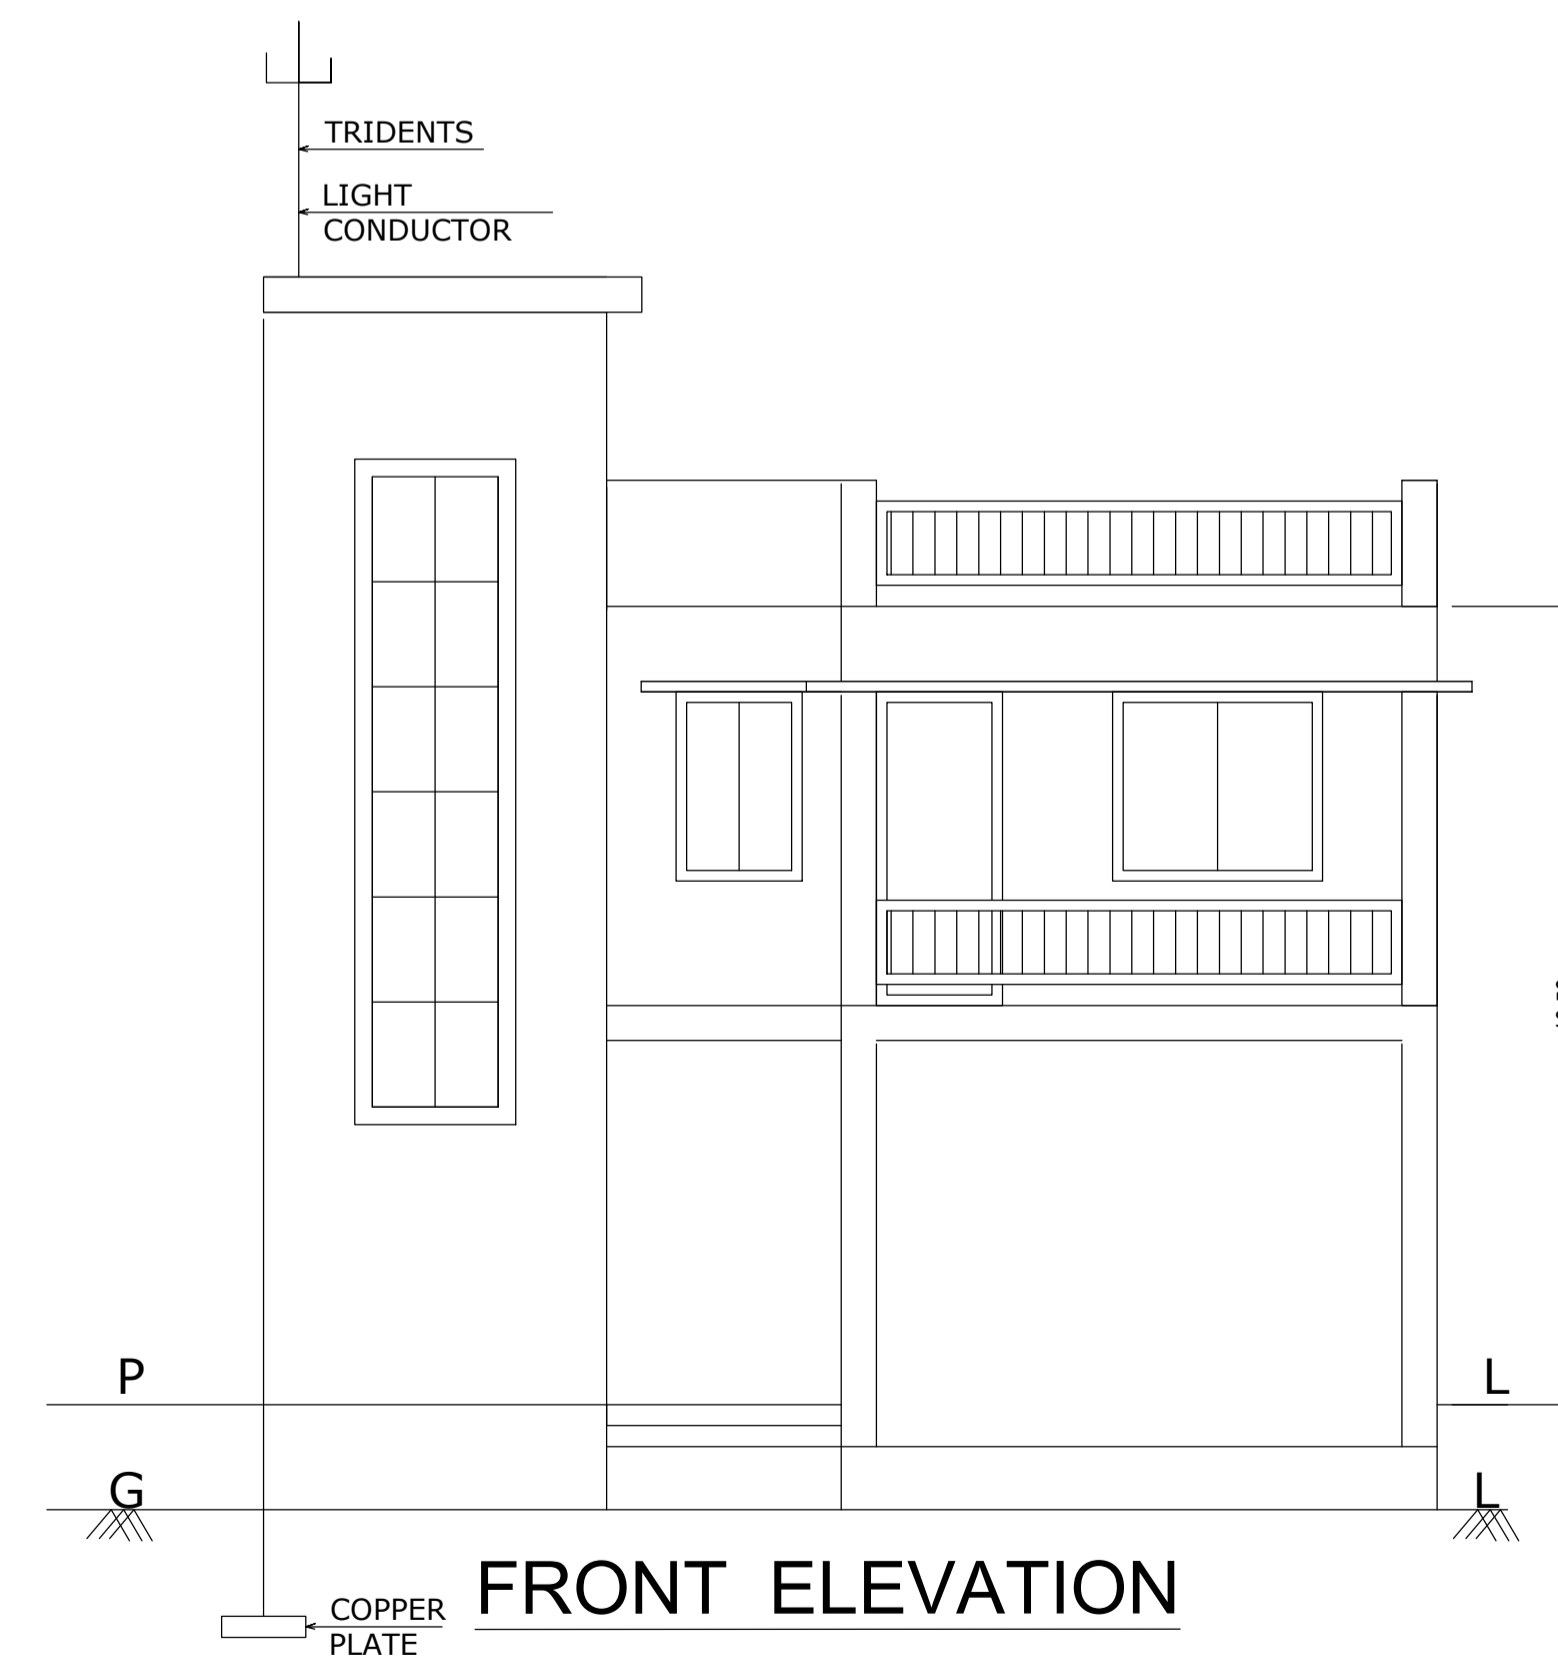 TRIDENTS
LIGHT
CONDUCTOR
P L
G L
FRONT ELEVATION
COPPER
PLATE